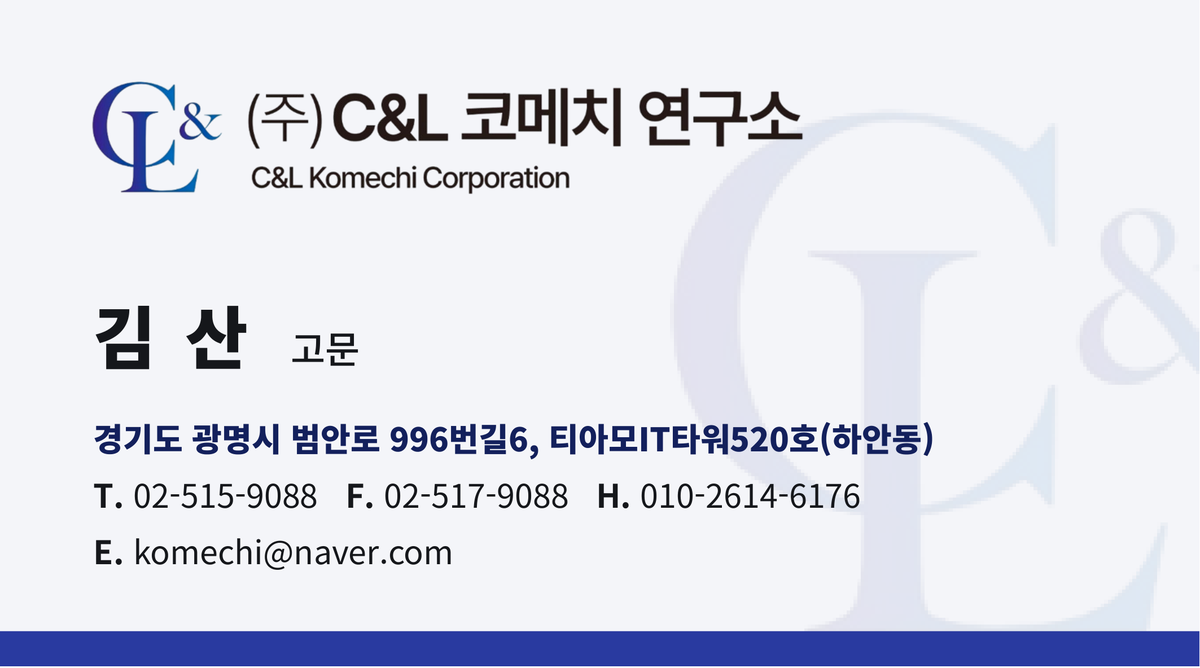 C&L (주)C&L 코메치 연구소
C&L Komechi Corporation
김 산 고문
경기도 광명시 범안로 996번길6, 티아모IT타워520호(하안동)
T. 02-515-9088 F. 02-517-9088 H. 010-2614-6176
E. komechi@naver.com